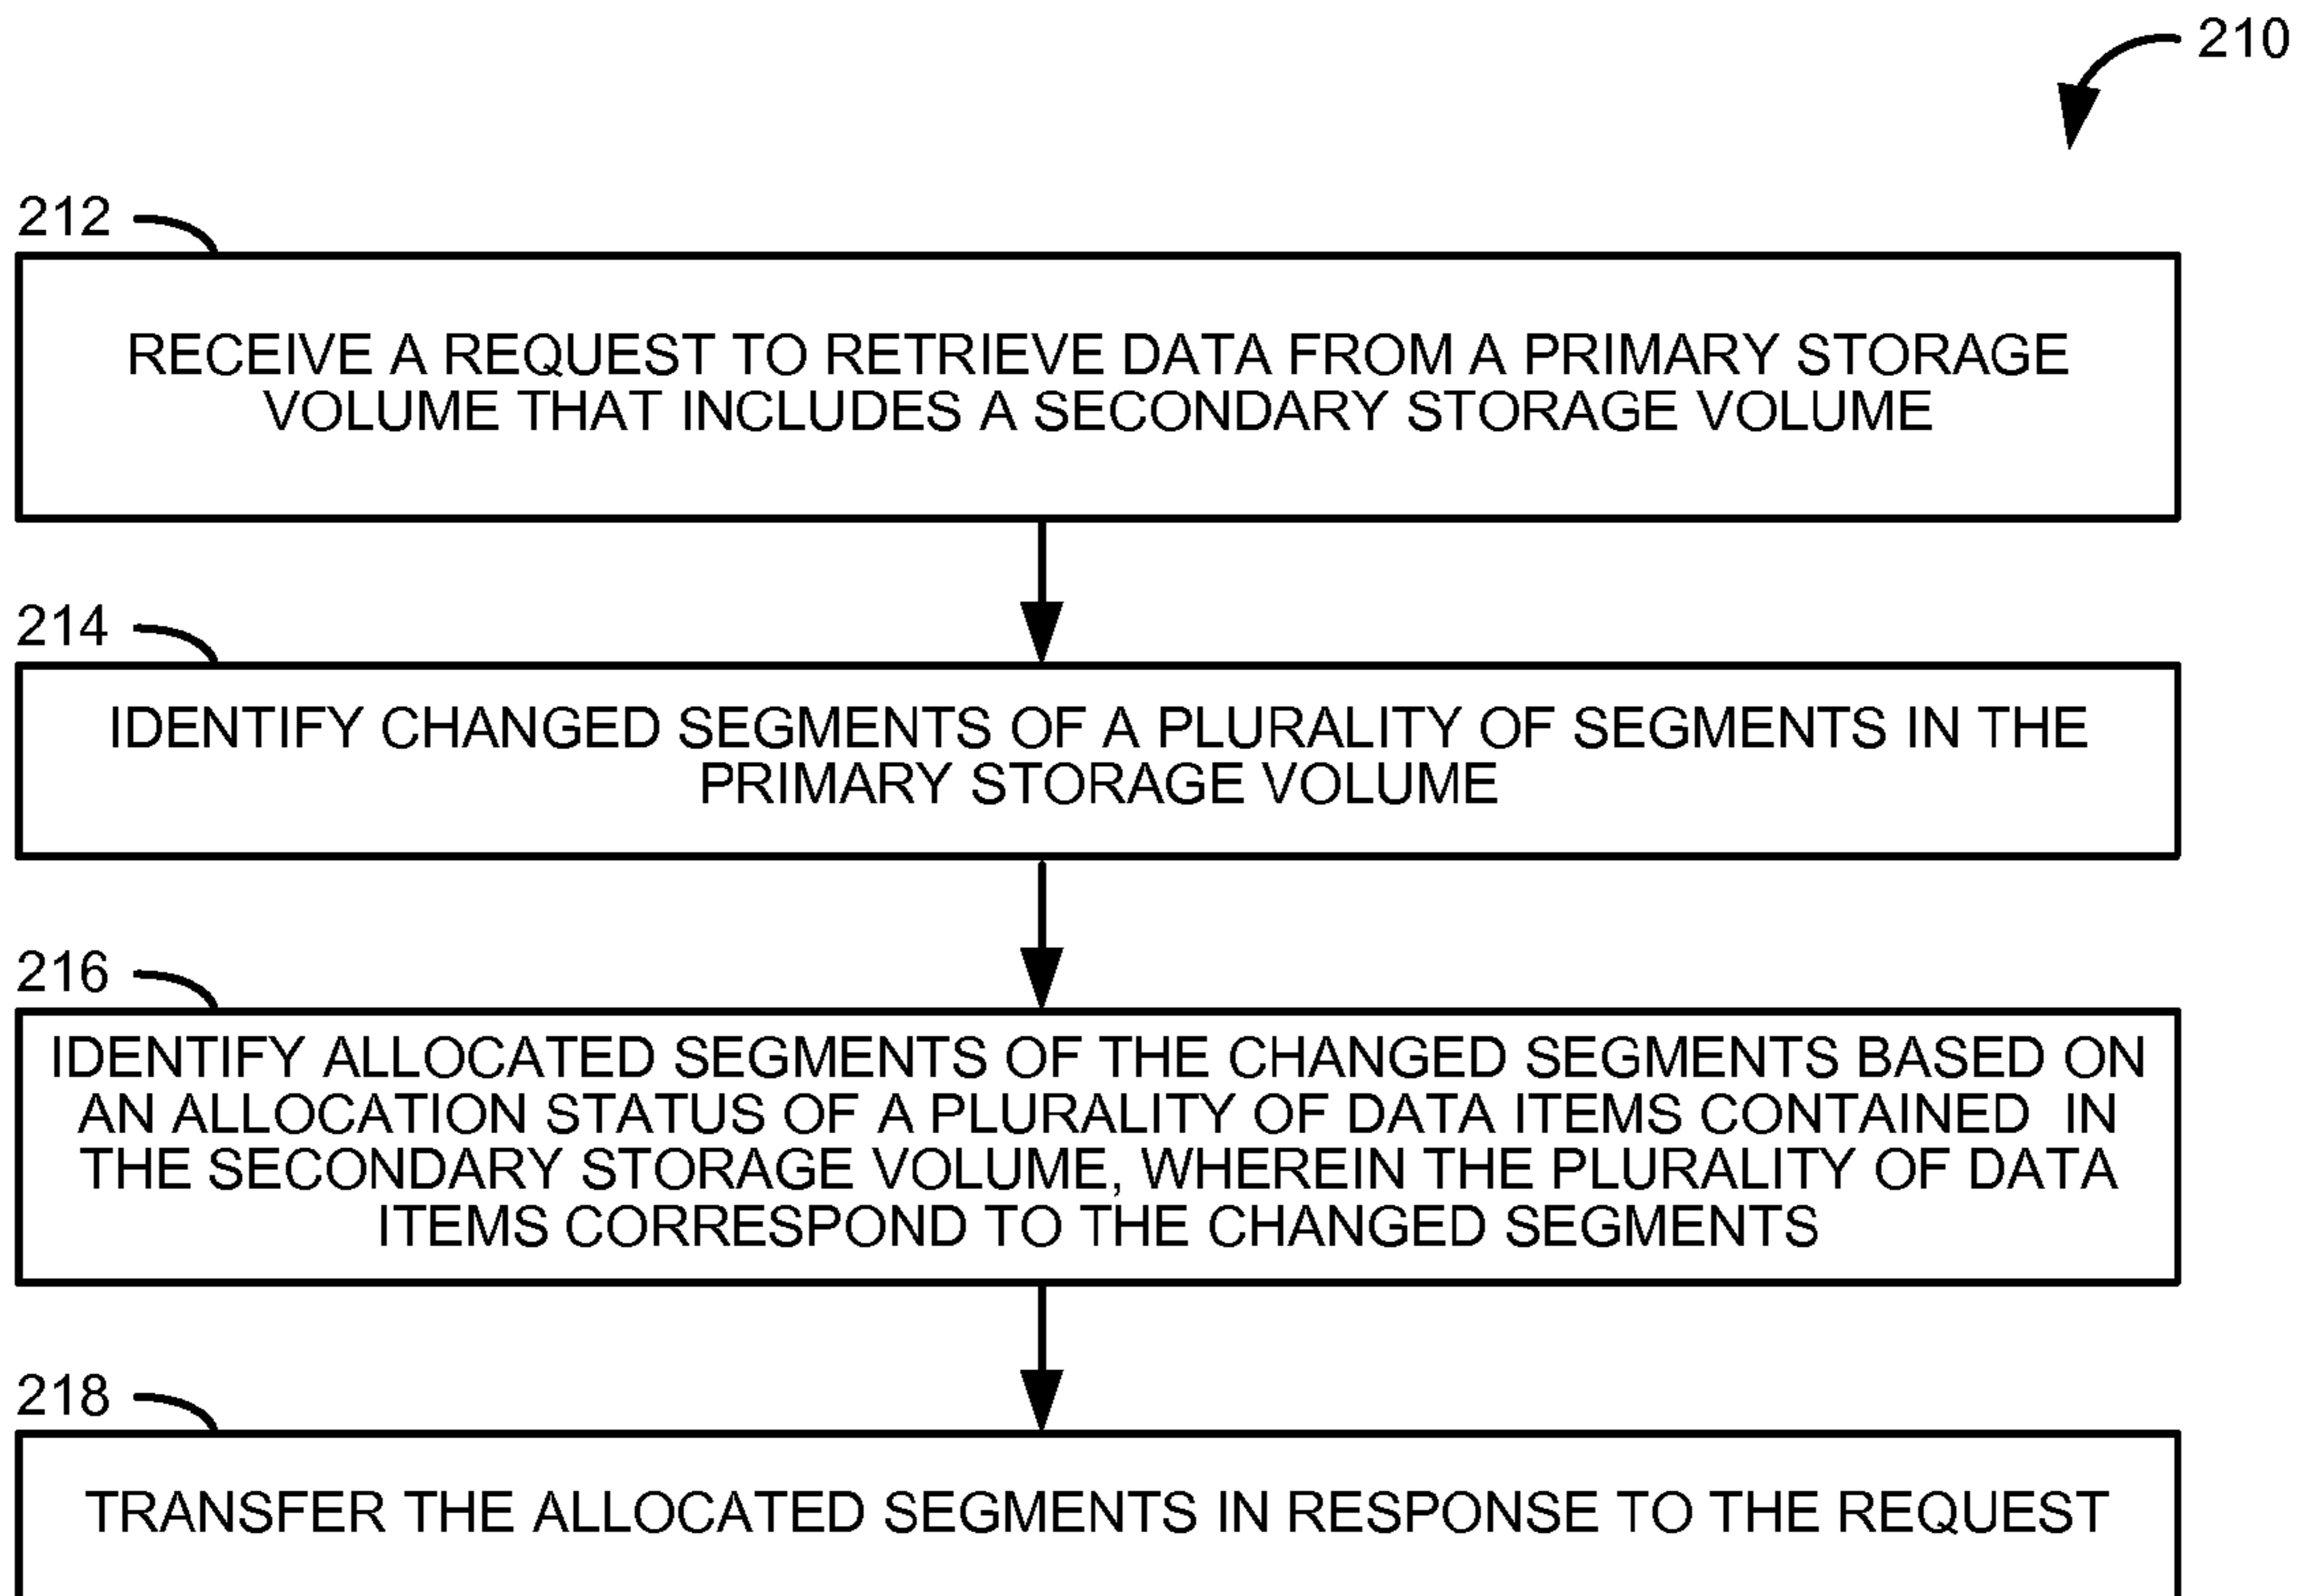 210
212
RECEIVE A REQUEST TO RETRIEVE DATA FROM A PRIMARY STORAGE
VOLUME THAT INCLUDES A SECONDARY STORAGE VOLUME
214
IDENTIFY CHANGED SEGMENTS OF A PLURALITY OF SEGMENTS IN THE
PRIMARY STORAGE VOLUME
216
IDENTIFY ALLOCATED SEGMENTS OF THE CHANGED SEGMENTS BASED ON
AN ALLOCATION STATUS OF A PLURALITY OF DATA ITEMS CONTAINED IN
THE SECONDARY STORAGE VOLUME, WHEREIN THE PLURALITY OF DATA
ITEMS CORRESPOND TO THE CHANGED SEGMENTS
218
TRANSFER THE ALLOCATED SEGMENTS IN RESPONSE TO THE REQUEST